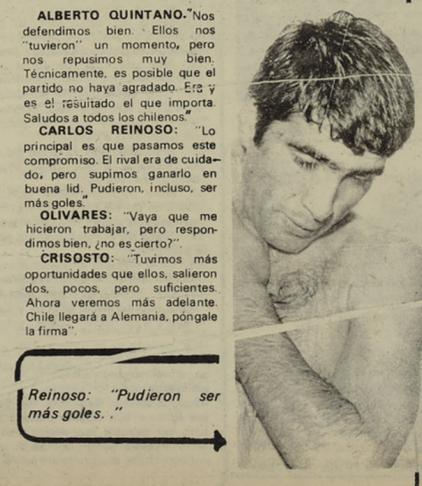 ALBERTO QUINTANO. "Nos
defendimos bien. Ellos nos
"tuvieron" un momento, pero
nos repusimos muy bien.
Técnicamente, es posible que el
partido no haya agradado. Ero y
es el resultado el que importa.
Saludos a todos los chilenos."
CARLOS REINOSO: "Lo
principal es que pasamos este
compromiso. El rival era de cuida-
do, pero supimos ganarlo en
buena lid. Pudieron, incluso, ser
más goles."
OLIVARES: "Vaya que me
hicieron trabajar, pero respon-
dimos bien, ¿no es cierto?".
CRISOSTO: "Tuvimos más
oportunidades que ellos, salieron
dos, pocos, pero suficientes.
Ahora veremos más adelante.
Chile llegará a Alemania, póngale
la firma".
Reinoso: "Pudieron ser
más goles. ."